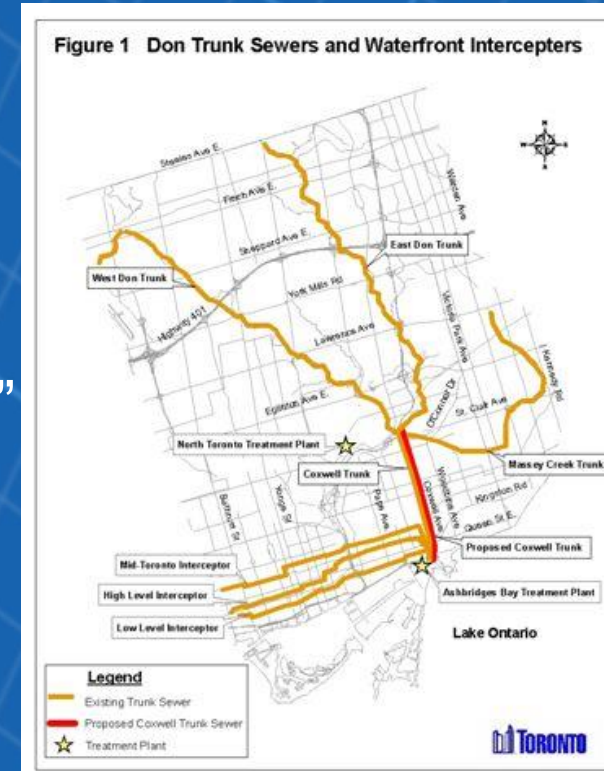 Figure 1 Don Trunk Sewers and Waterfront Intercepters
Steeles Ave E.
Finch Ave E.
Warden Ave
Sheppard Ave E.
East Don Trunk
West Don Trunk
York Mills Rd
Highway 401
Victoria Park Ave
Lawrence Ave
Kennedy Rd
”
O'Connor Dr
Eglinton Ave E.
St. Clair Ave
North Toronto Treatment Plant
Coxwell Trunk
Massey Creek Trunk
Woodbine Ave
Coxwell Ave
Kingston Rd
Bathurst St
Yonge St
Pape Ave
Queen St E.
Proposed Coxwell Trunk
Mid-Toronto Interceptor
Ashbridges Bay Treatment Plant
High Level Interceptor
Low Level Interceptor
Lake Ontario
Legend
Existing Trunk Sewer
Proposed Coxwell Trunk Sewer
Treatment Plant
TORONTO